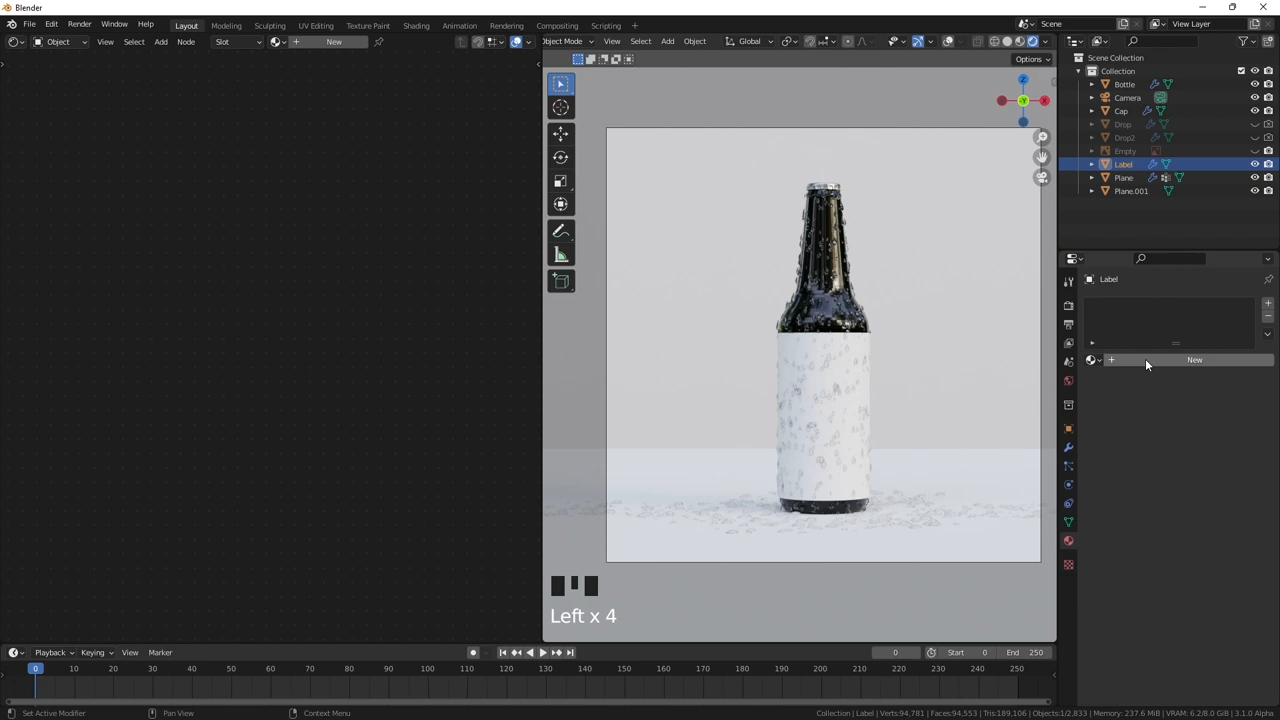 Blender
File Edit Render Window Help Layout Modeling Sculpting UV Editing Texture Paint Shading Animation Rendering Compositing Scripting + Scene View Layer
Object View Select Add Node Slot New
Object Mode View Select Add Object Global
Options
Scene Collection
Collection
Bottle
Camera
Cap
Drop
Drop2
Empty
Label
Plane
Plane.001
Z
-Y
X
Label
New
Left x 4
Playback Keying View Marker 0 Start 0 End 250
0 10 20 30 40 50 60 70 80 90 100 110 120 130 140 150 160 170 180 190 200 210 220 230 240 250
Set Active Modifier Pan View Context Menu Collection | Label | Verts:94,781 | Faces:94,553 | Tris:189,106 | Objects:1/2,833 | Memory: 237.6 MiB | VRAM: 6.2/8.0 GiB | 3.1.0 Alpha